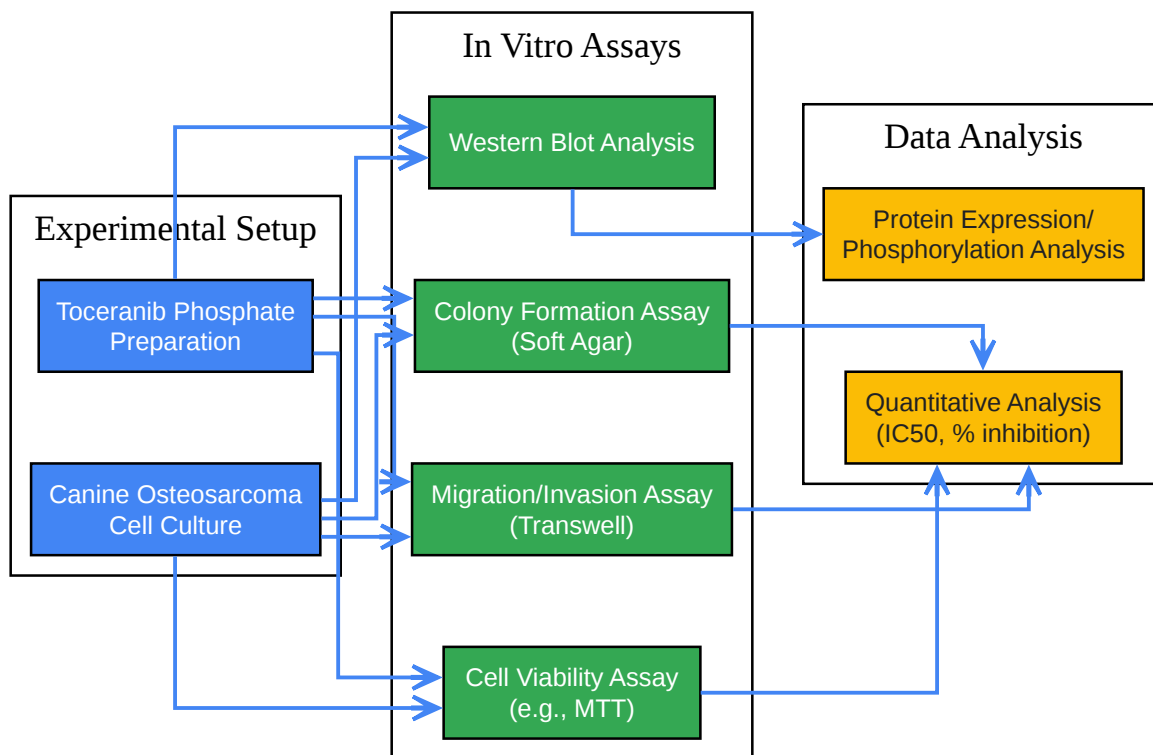 Experimental Setup
Toceranib Phosphate
Preparation
Canine Osteosarcoma
Cell Culture
In Vitro Assays
Western Blot Analysis
Colony Formation Assay
(Soft Agar)
Migration/Invasion Assay
(Transwell)
Cell Viability Assay
(e.g., MTT)
Data Analysis
Protein Expression/
Phosphorylation Analysis
Quantitative Analysis
(IC50, % inhibition)